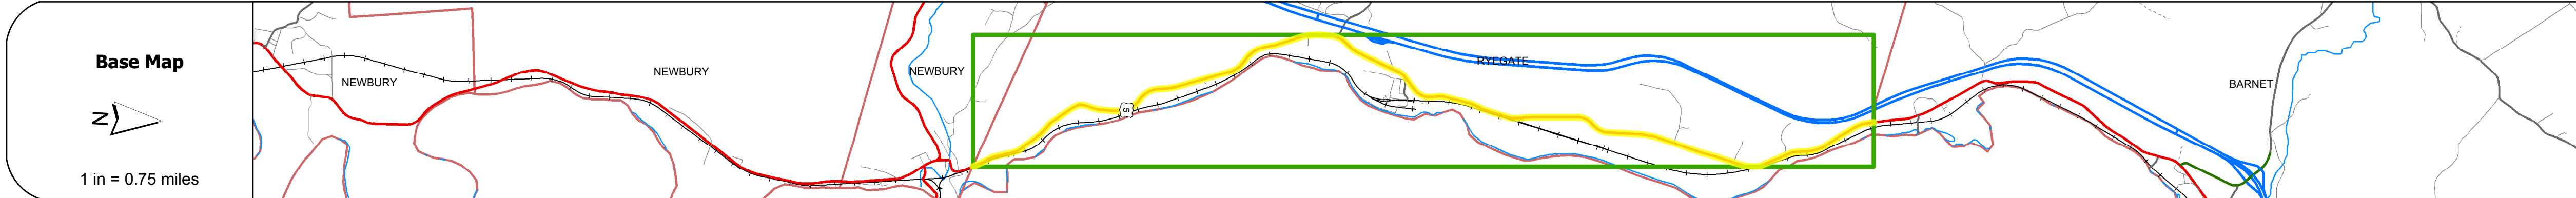 Base Map
N
1 in = 0.75 miles
NEWBURY
NEWBURY
NEWBURY
5
RYEGATE
BARNET